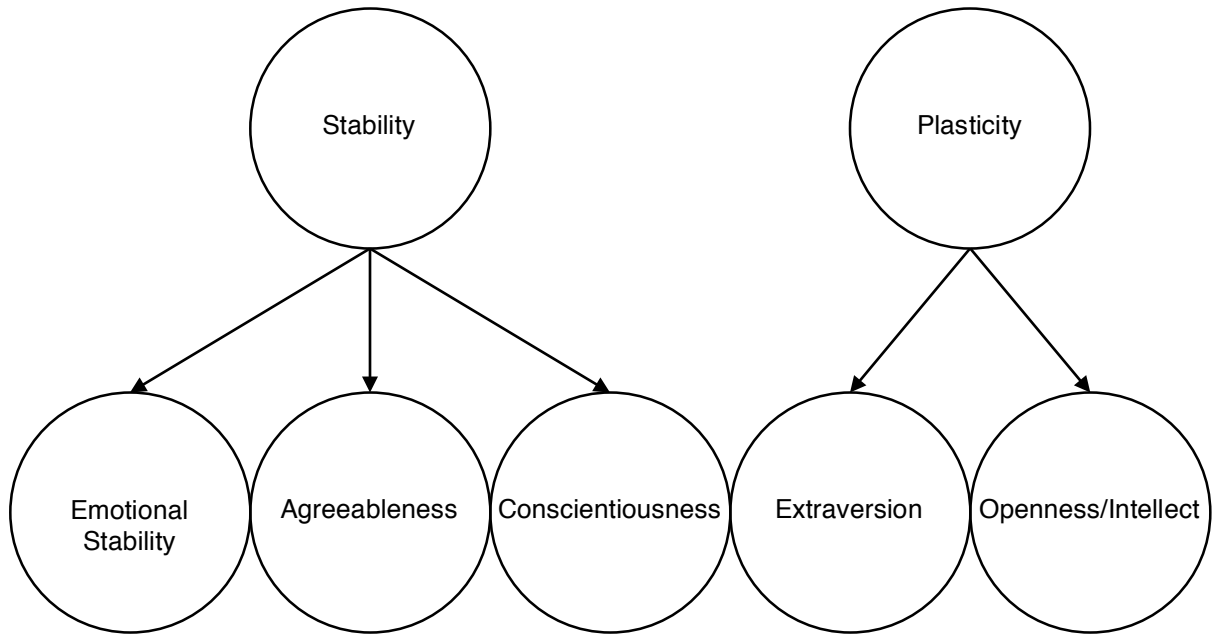 Stability
Plasticity
Emotional
Stability
Agreeableness
Conscientiousness
Extraversion
Openness/Intellect